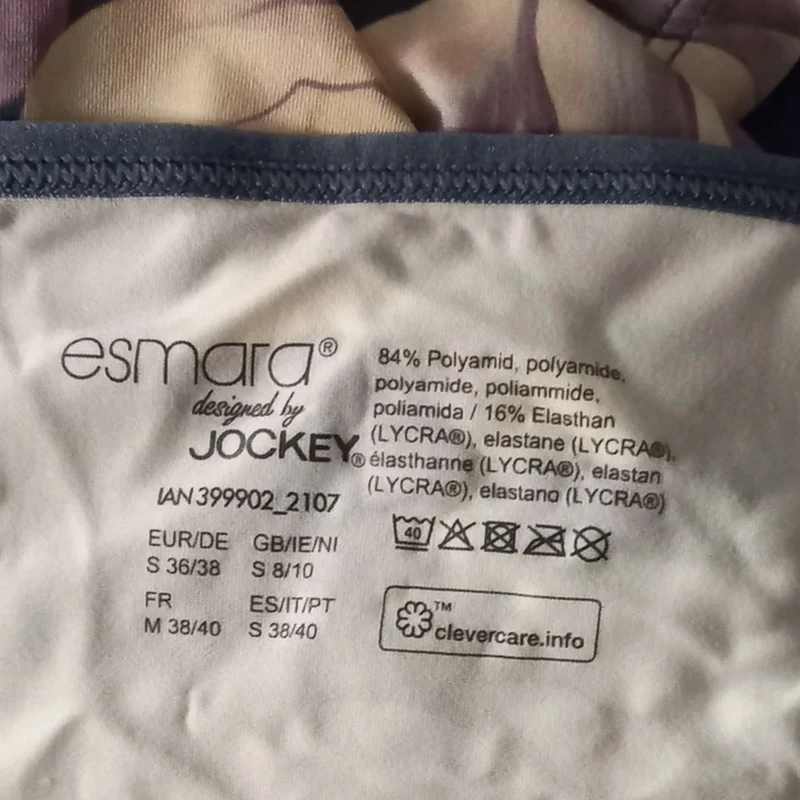 esmara®
designed by
JOCKEY®
IAN 399902_2107
EUR/DE GB/IE/NI
S 36/38 S 8/10
FR ES/IT/PT
M 38/40 S 38/40
84% Polyamid, polyamide,
polyamide, poliammide,
poliamida / 16% Elasthan
(LYCRA®), elastane (LYCRA®),
élasthanne (LYCRA®), elastan
(LYCRA®), elastano (LYCRA®)
40
™
clevercare.info